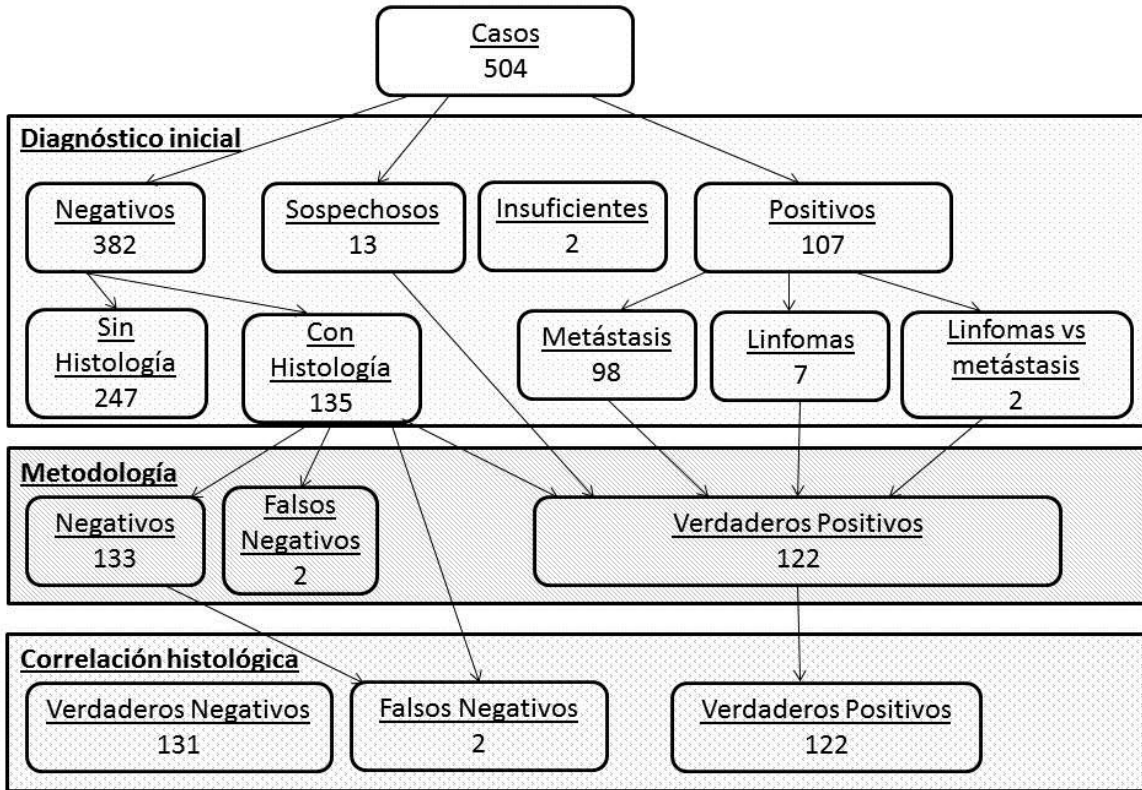 Casos
504
Diagnóstico inicial
Negativos
382
Sospechosos
13
Insuficientes
2
Positivos
107
Sin
Histología
247
Con
Histología
135
Metástasis
98
Linfomas
7
Linfomas vs
metástasis
2
Metodología
Negativos
133
Falsos
Negativos
2
Verdaderos Positivos
122
Correlación histológica
Verdaderos Negativos
131
Falsos Negativos
2
Verdaderos Positivos
122